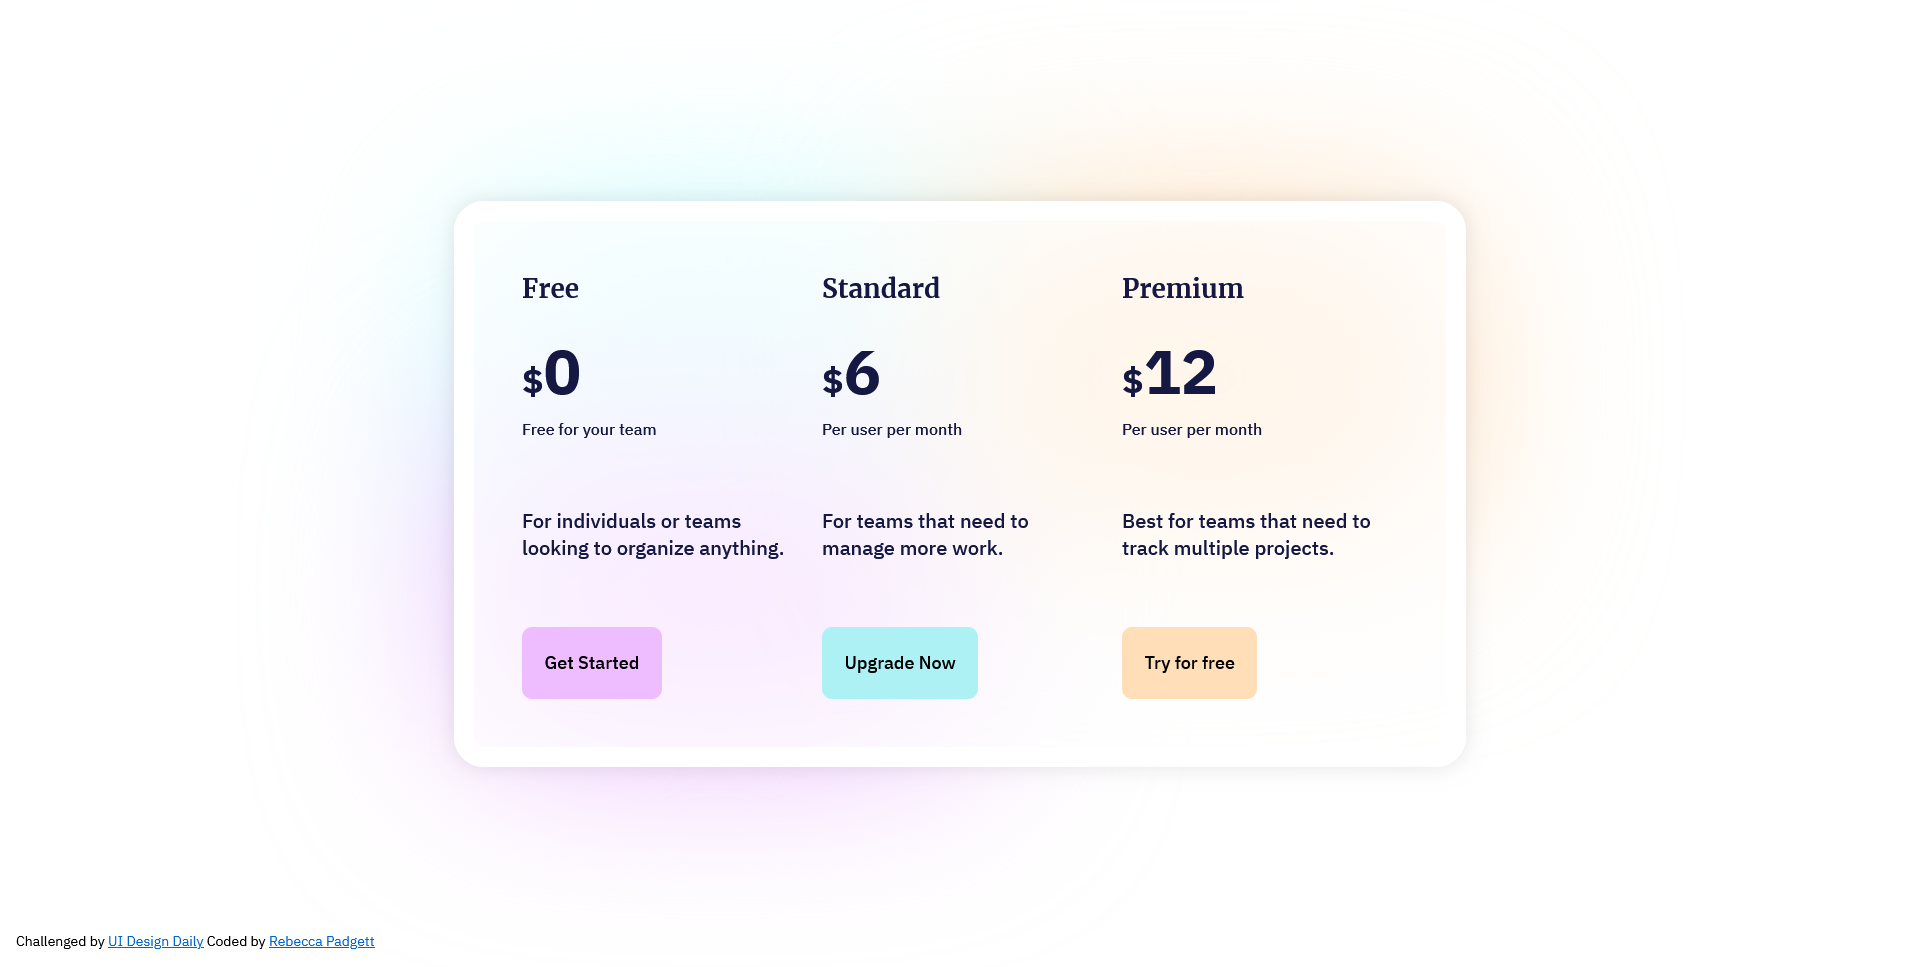 Free
$0
Free for your team
For individuals or teams
looking to organize anything.
Get Started
Standard
$6
Per user per month
For teams that need to
manage more work.
Upgrade Now
Premium
$12
Per user per month
Best for teams that need to
track multiple projects.
Try for free
Challenged by UI Design Daily Coded by Rebecca Padgett